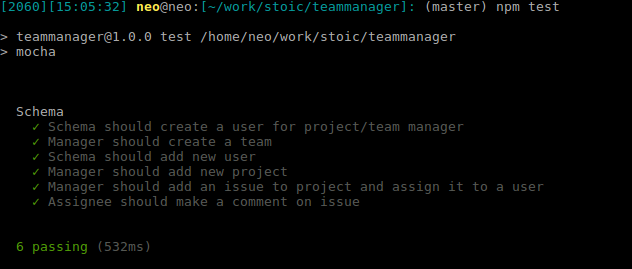 [2060][15:05:32] neo@neo:[~/work/stoic/teammanager]: (master) npm test
> teammanager@1.0.0 test /home/neo/work/stoic/teammanager
> mocha
Schema
✓ Schema should create a user for project/team manager
✓ Manager should create a team
✓ Schema should add new user
✓ Manager should add new project
✓ Manager should add an issue to project and assign it to a user
✓ Assignee should make a comment on issue
6 passing (532ms)